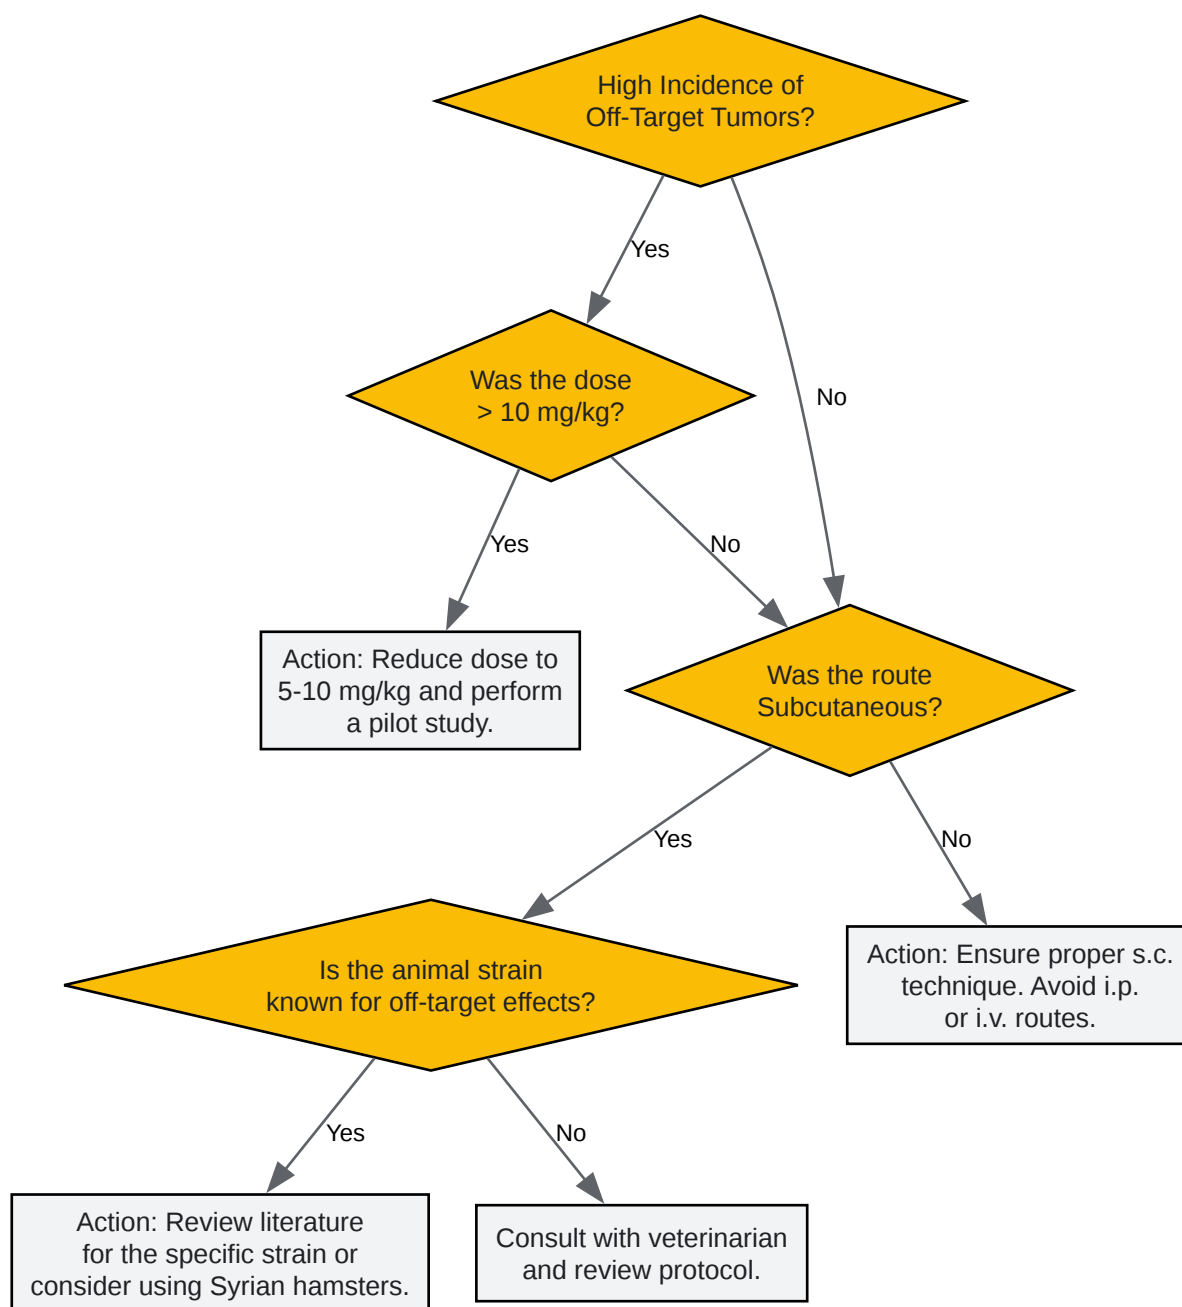 High Incidence of
Off-Target Tumors?
Yes
No
Was the dose
> 10 mg/kg?
Yes
No
Action: Reduce dose to
5-10 mg/kg and perform
a pilot study.
Was the route
Subcutaneous?
Yes
No
Is the animal strain
known for off-target effects?
Action: Ensure proper s.c.
technique. Avoid i.p.
or i.v. routes.
Yes
No
Action: Review literature
for the specific strain or
consider using Syrian hamsters.
Consult with veterinarian
and review protocol.